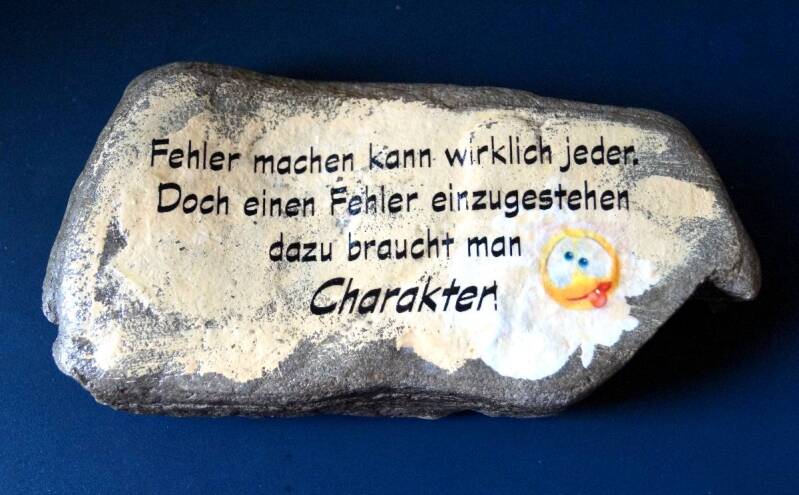 Fehler machen kann wirklich jeder.
Doch einen Fehler einzugestehen
dazu braucht man
Charakter!